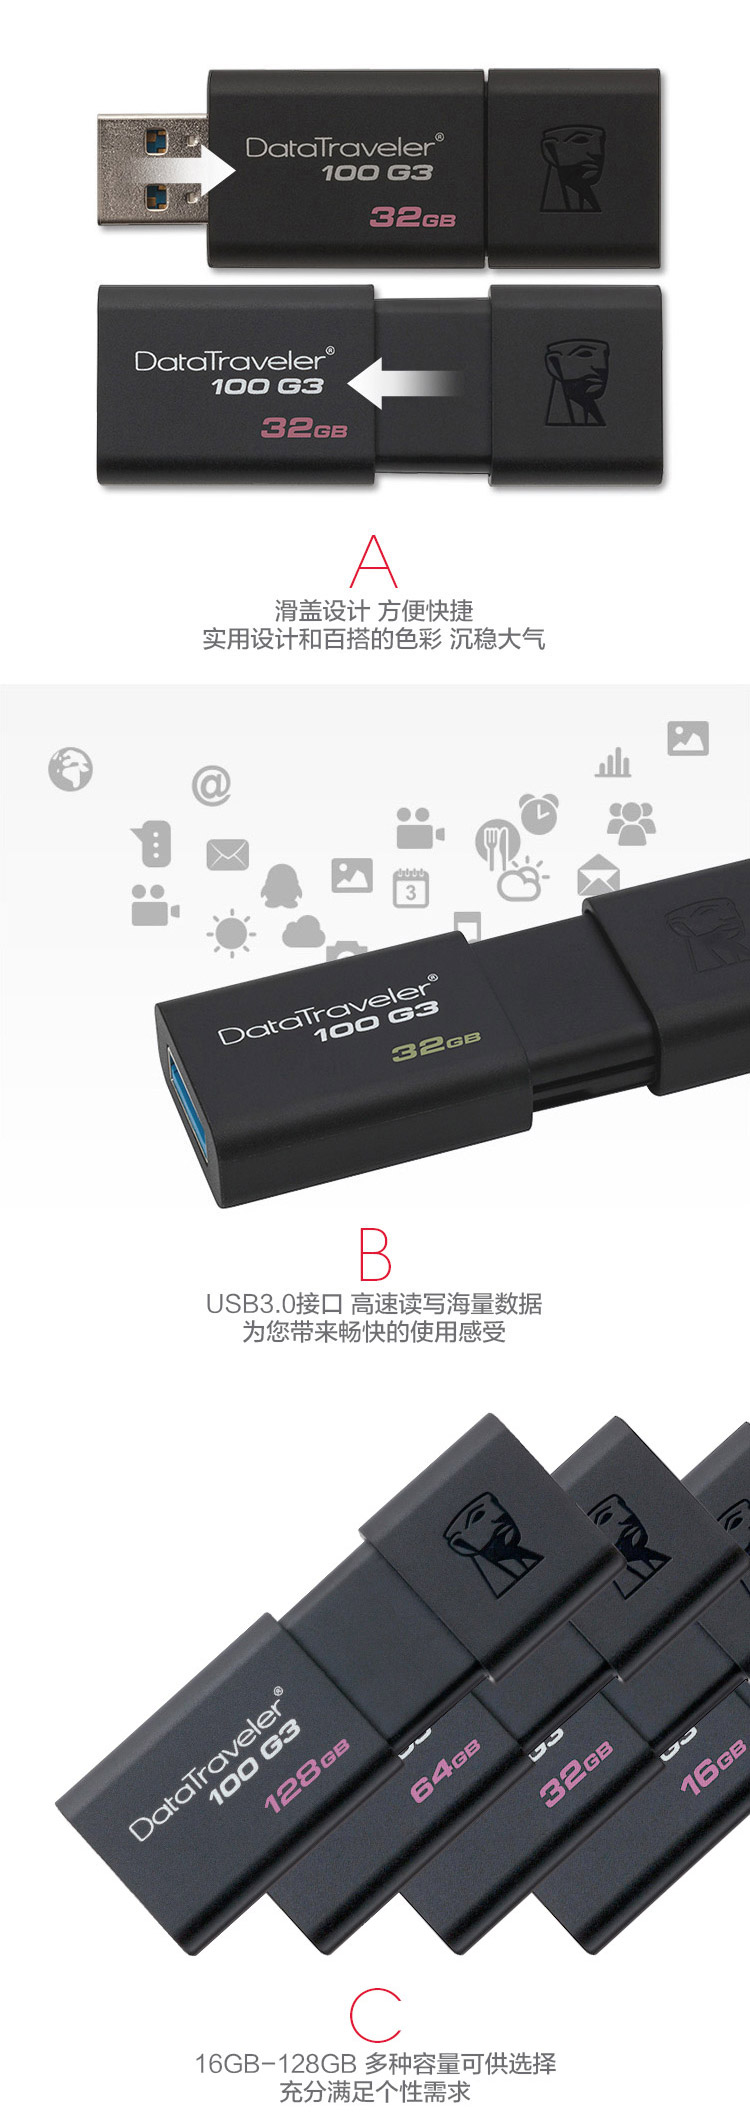 DataTraveler®
100 G3
32GB
DataTraveler®
100 G3
32GB
A
滑盖设计 方便快捷
实用设计和百搭的色彩 沉稳大气
@
3
DataTraveler®
100 G3
32GB
B
USB3.0接口 高速读写海量数据
为您带来畅快的使用感受
DataTraveler®
100 G3
128GB
G3
64GB
G3
32GB
G3
16GB
C
16GB-128GB 多种容量可供选择
充分满足个性需求